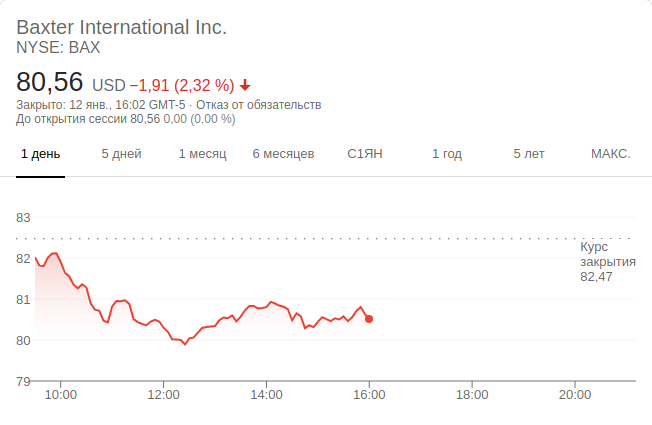 Baxter International Inc.
NYSE: BAX
80,56 USD −1,91 (2,32 %)
Закрыто: 12 янв., 16:02 GMT-5 · Отказ от обязательств
До открытия сессии 80,56 0,00 (0,00 %)
1 день 5 дней 1 месяц 6 месяцев С1ЯН 1 год 5 лет МАКС.
83
Курс
82
закрытия
82,47
81
80
79
10:00 12:00 14:00 16:00 18:00 20:00